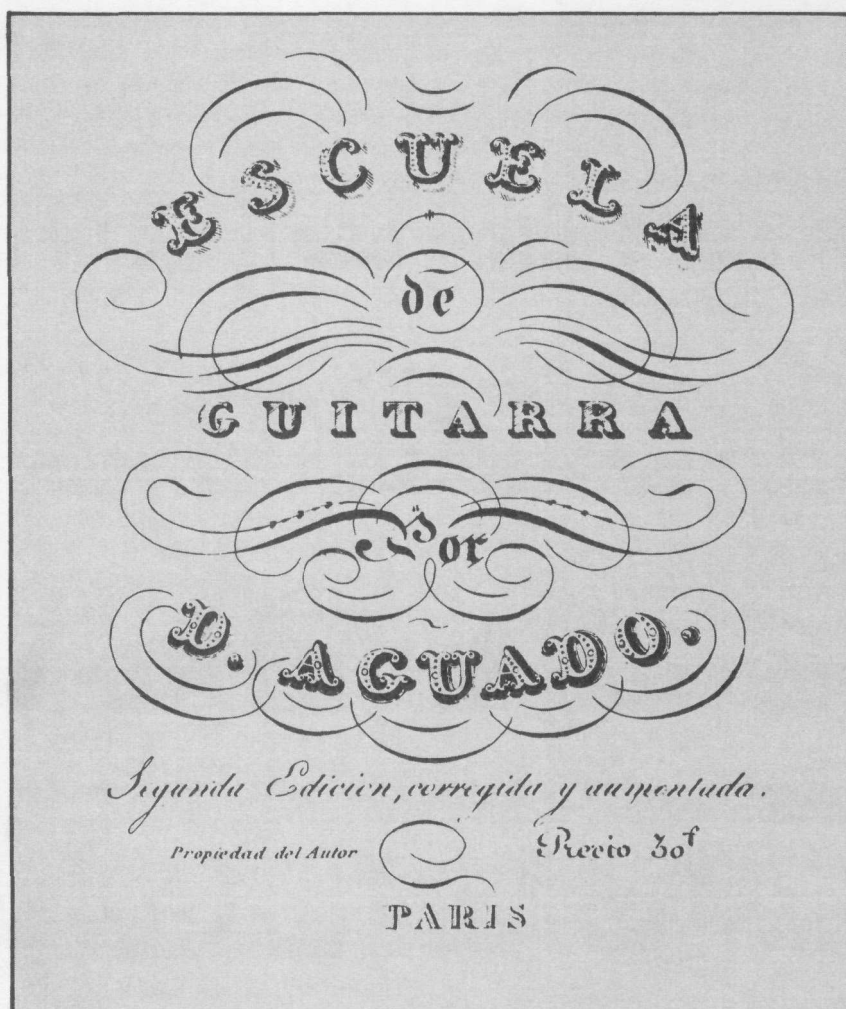 ESCUELA
de
GUITARRA
Por
D. AGUADO.
Segunda Edicion, corregida y aumentada.
Propiedad del Autor Precio 30f
PARIS